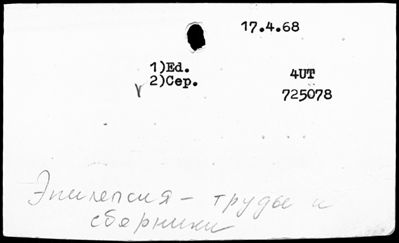 17.4.68
1)Ed.
2)Cep.
4UT
725078
Эпилепсия - труды и
сборники